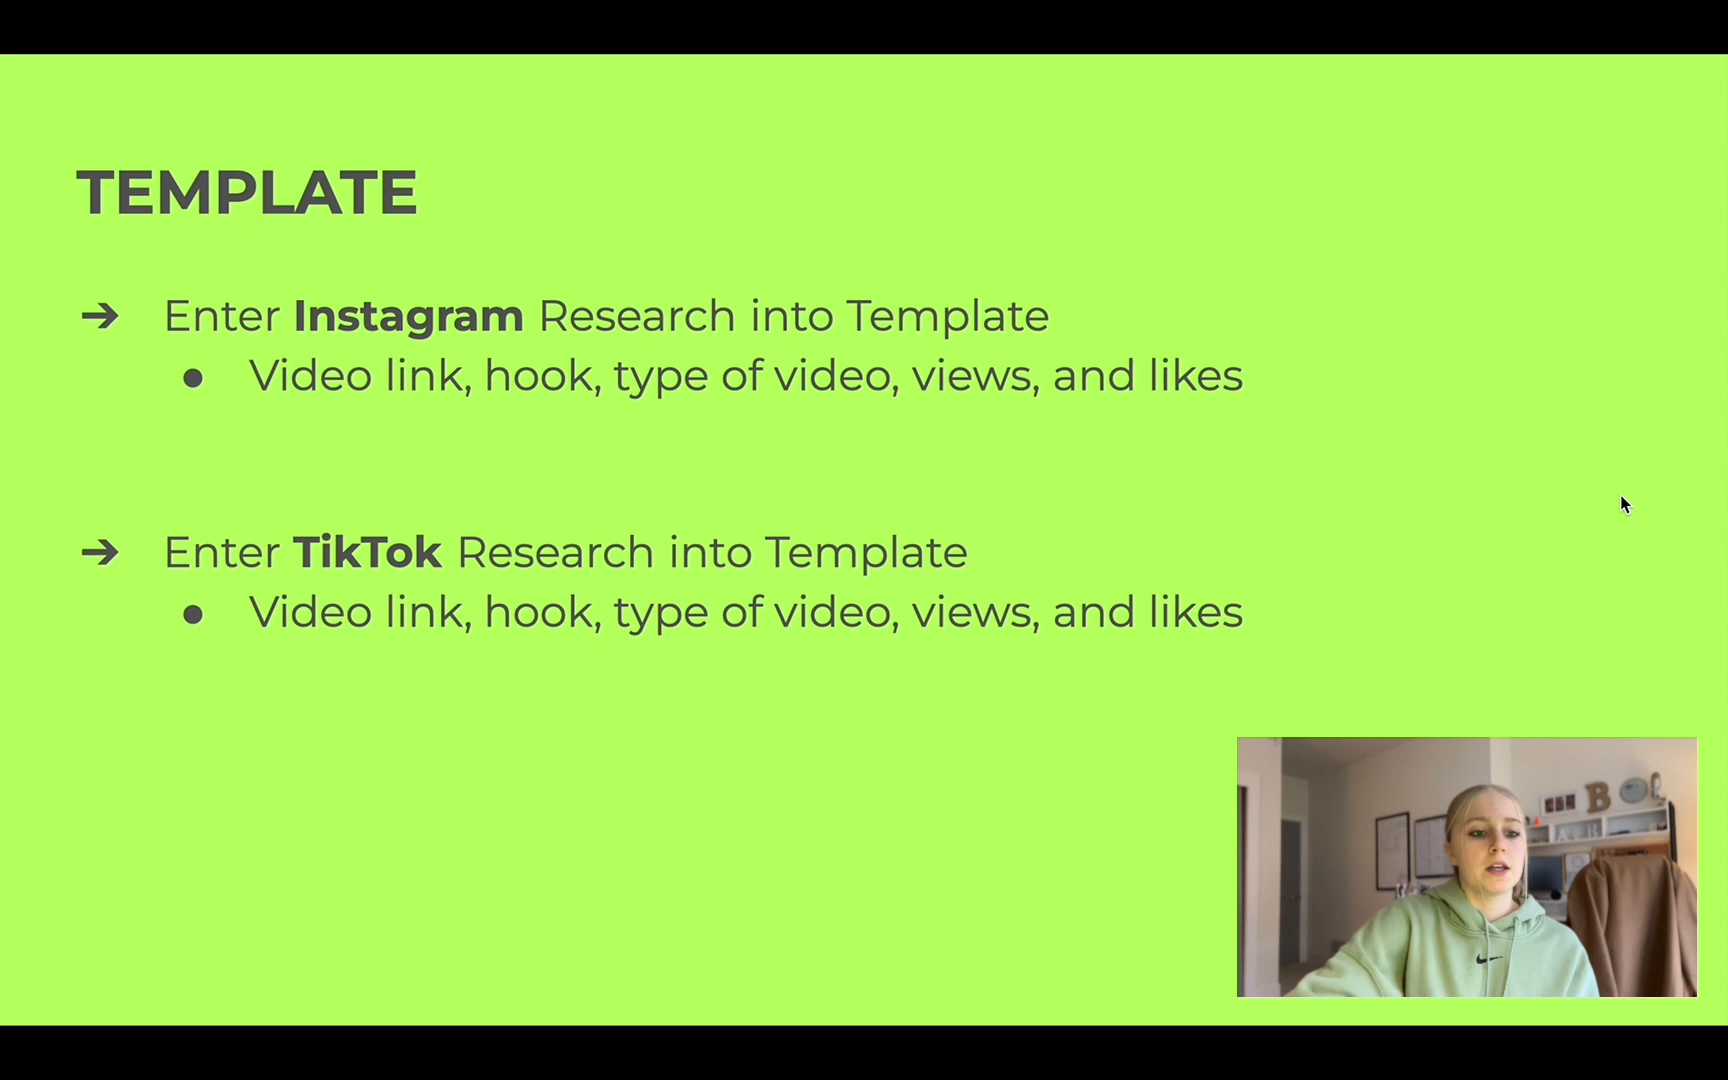 TEMPLATE
➔ Enter Instagram Research into Template
● Video link, hook, type of video, views, and likes
➔ Enter TikTok Research into Template
● Video link, hook, type of video, views, and likes
B